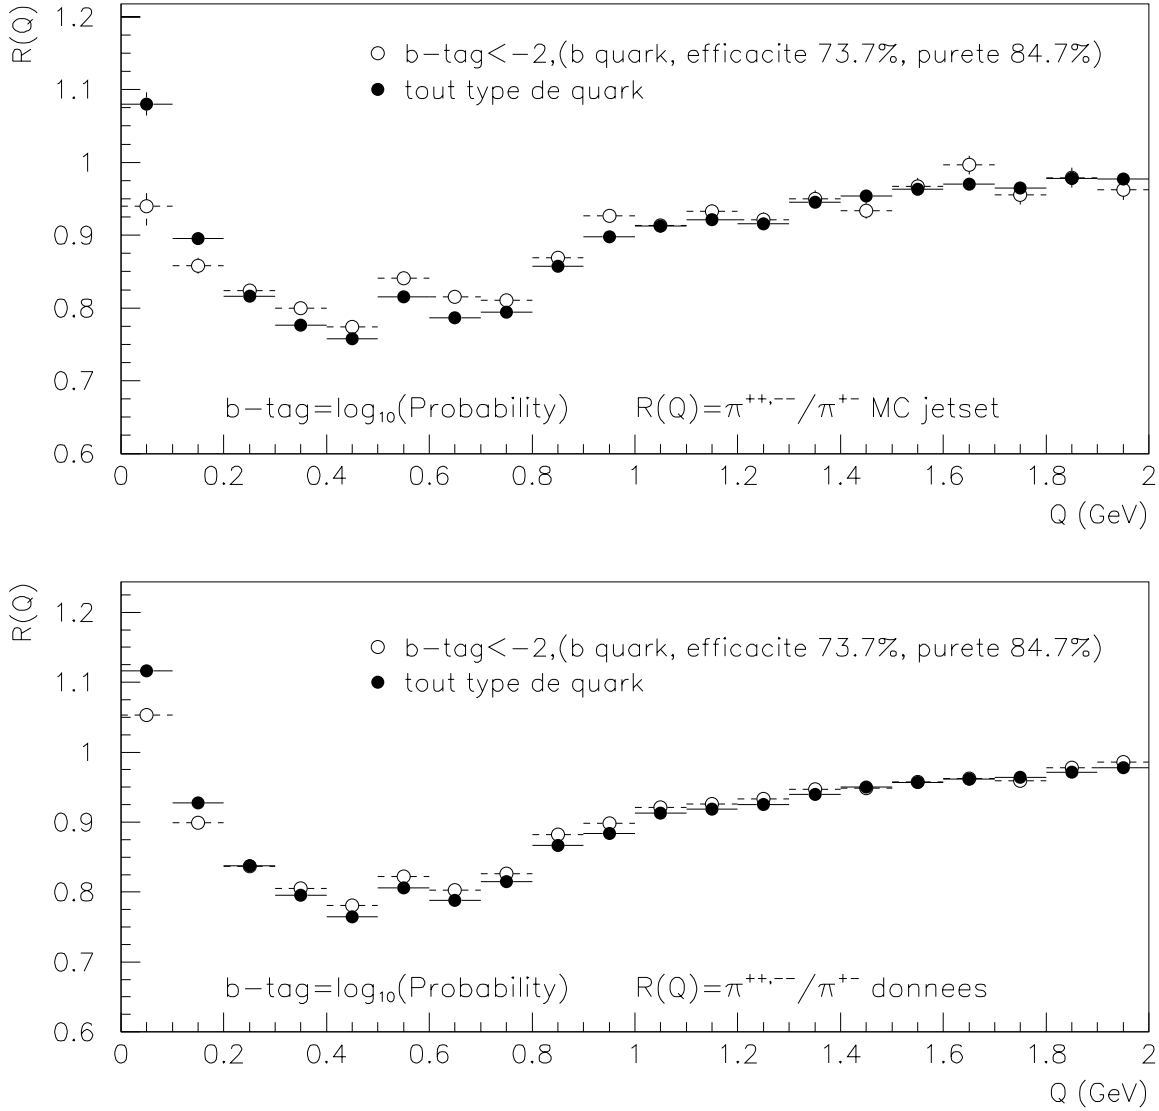 R(Q)
1.2
1.1
1
0.9
0.8
0.7
0.6
b-tag<-2,(b quark, efficacite 73.7%, purete 84.7%)
tout type de quark
b-tag=log₁₀(Probability) R(Q)=π⁺⁺'⁻⁻/π⁺⁻ MC jetset
0 0.2 0.4 0.6 0.8 1 1.2 1.4 1.6 1.8 2
Q (GeV)
R(Q)
1.2
1.1
1
0.9
0.8
0.7
0.6
b-tag<-2,(b quark, efficacite 73.7%, purete 84.7%)
tout type de quark
b-tag=log₁₀(Probability) R(Q)=π⁺⁺'⁻⁻/π⁺⁻ donnees
0 0.2 0.4 0.6 0.8 1 1.2 1.4 1.6 1.8 2
Q (GeV)